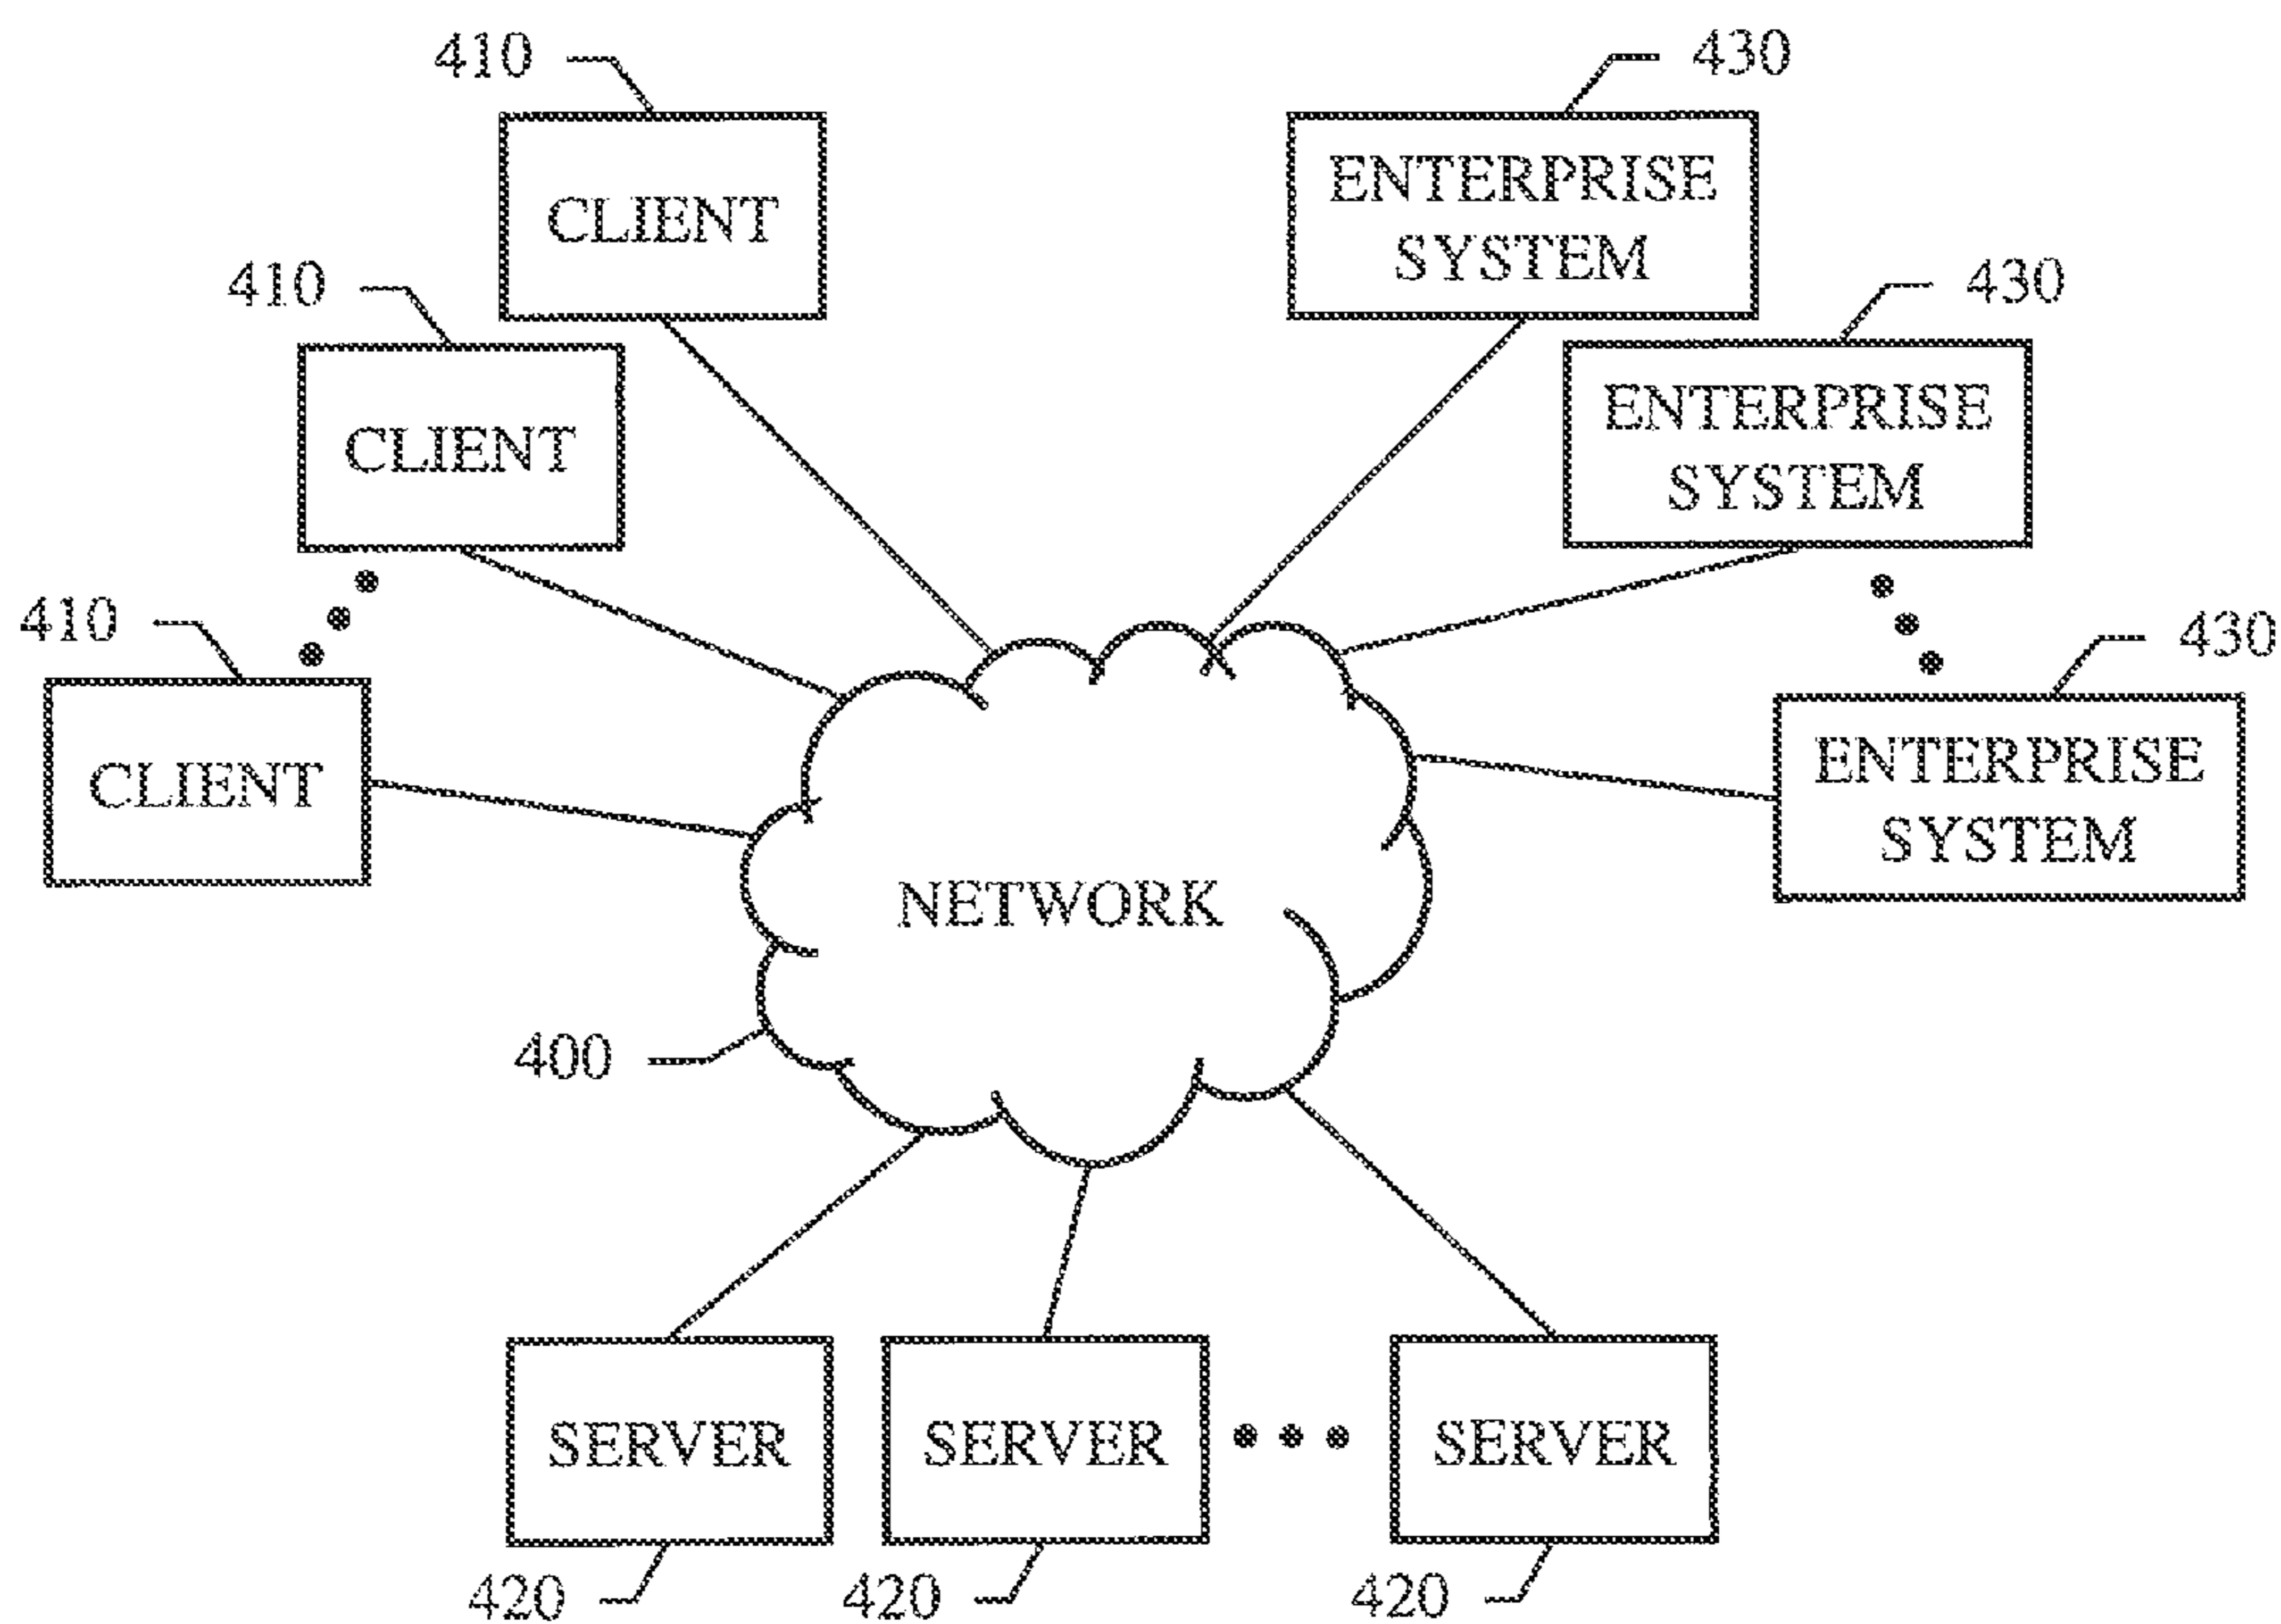 410
430
CLIENT
ENTERPRISE
SYSTEM
410
430
CLIENT
ENTERPRISE
SYSTEM
410
430
CLIENT
ENTERPRISE
SYSTEM
NETWORK
400
SERVER
SERVER
SERVER
420
420
420